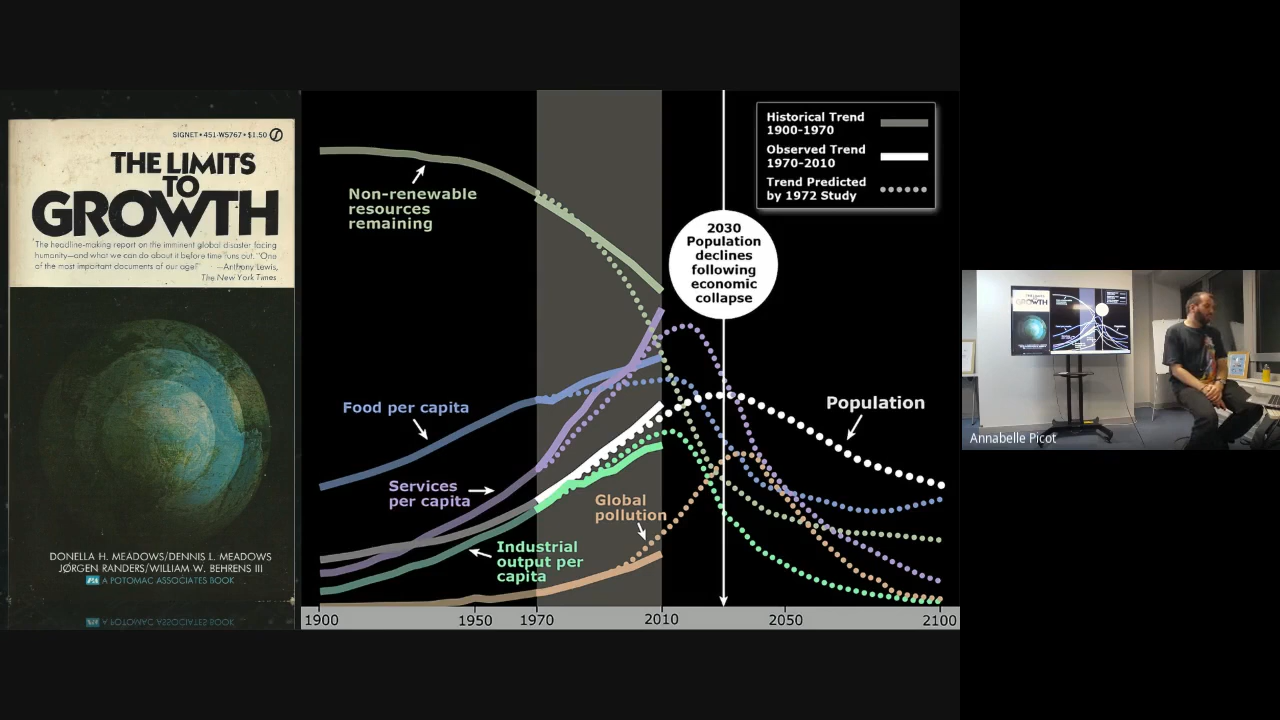 SIGNET • 451-W5767 • $1.50
THE LIMITS
TO
GROWTH
"The headline-making report on the imminent global disaster facing
humanity—and what we can do about it before time runs out. "One
of the most important documents of our age!" —Anthony Lewis,
The New York Times
DONELLA H. MEADOWS/DENNIS L. MEADOWS
JØRGEN RANDERS/WILLIAM W. BEHRENS III
A POTOMAC ASSOCIATES BOOK
Historical Trend
1900-1970
Observed Trend
1970-2010
Trend Predicted
by 1972 Study
Non-renewable
resources
remaining
2030
Population
declines
following
economic
collapse
Food per capita
Population
Services
per capita
Global
pollution
Industrial
output per
capita
1900 1950 1970 2010 2050 2100
GROWTH
Annabelle Picot